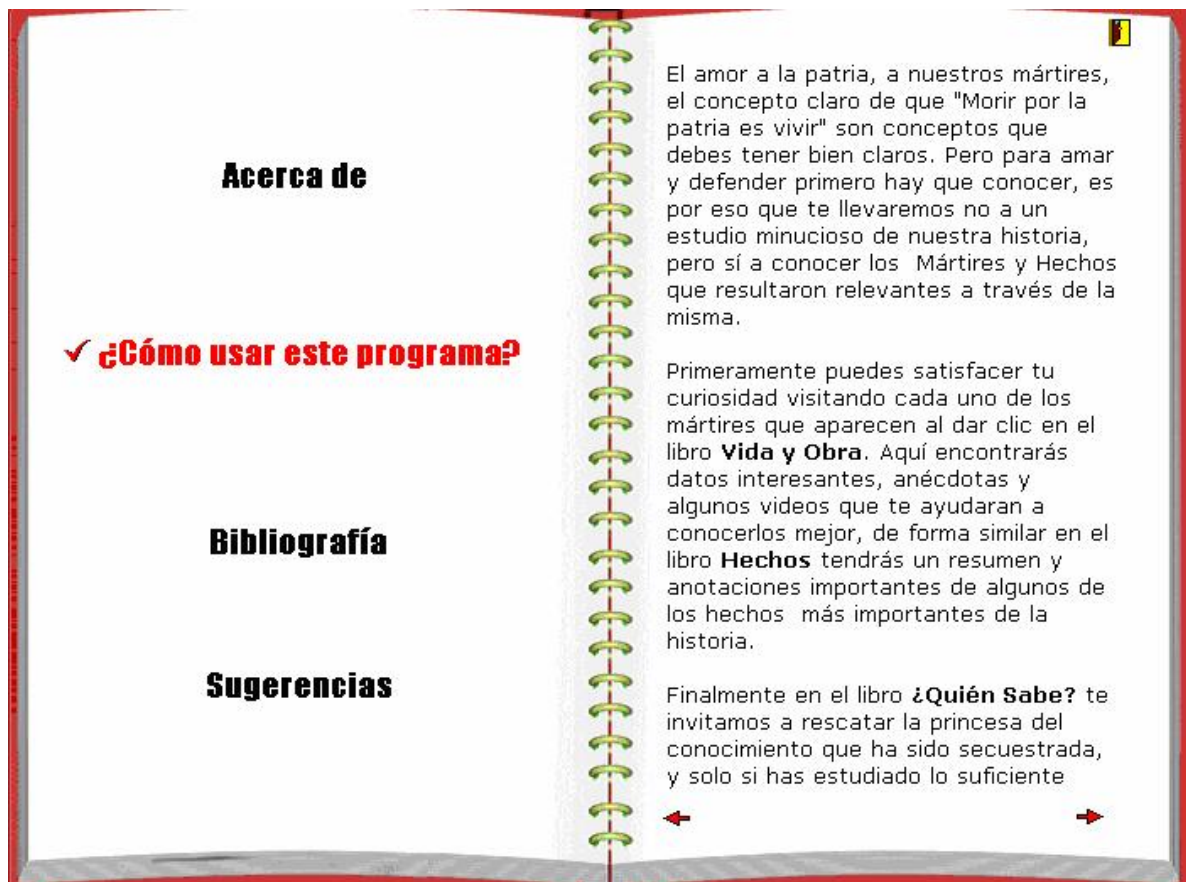 Acerca de
¿Cómo usar este programa?
Bibliografía
Sugerencias
El amor a la patria, a nuestros mártires,
el concepto claro de que "Morir por la
patria es vivir" son conceptos que
debes tener bien claros. Pero para amar
y defender primero hay que conocer, es
por eso que te llevaremos no a un
estudio minucioso de nuestra historia,
pero sí a conocer los  Mártires y Hechos
que resultaron relevantes a través de la
misma.
Primeramente puedes satisfacer tu
curiosidad visitando cada uno de los
mártires que aparecen al dar clic en el
libro Vida y Obra. Aquí encontrarás
datos interesantes, anécdotas y
algunos videos que te ayudaran a
conocerlos mejor, de forma similar en el
libro Hechos tendrás un resumen y
anotaciones importantes de algunos de
los hechos  más importantes de la
historia.
Finalmente en el libro ¿Quién Sabe? te
invitamos a rescatar la princesa del
conocimiento que ha sido secuestrada,
y solo si has estudiado lo suficiente